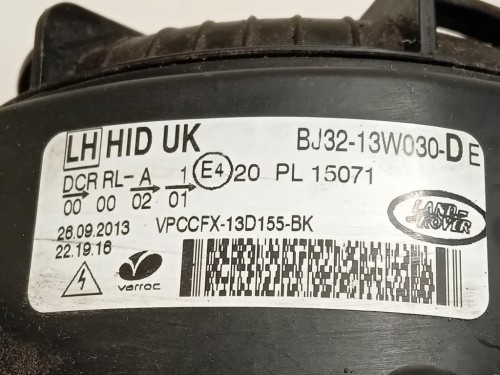 LH HID UK BJ32-13W030-D E
DCR RL- A 1 E4 20 PL 15071
00 00 02 01
26.09.2013 VPCCFX-13D155-BK
22.19.16
LAND-
ROVER
varroc